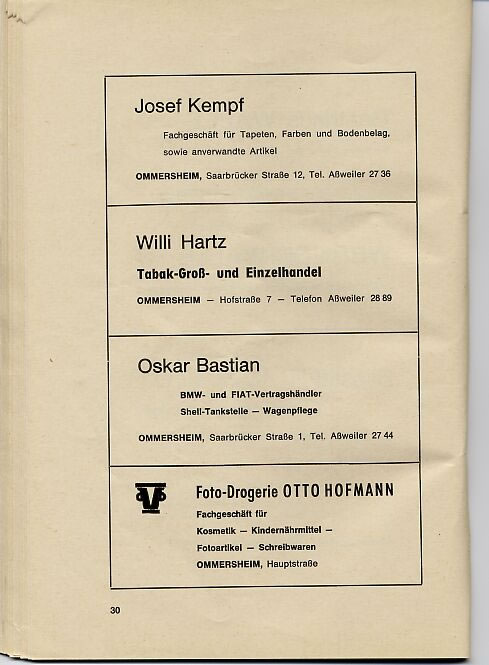 Josef Kempf
Fachgeschäft für Tapeten, Farben und Bodenbelag,
sowie anverwandte Artikel
OMMERSHEIM, Saarbrücker Straße 12, Tel. Aßweiler 27 36
Willi Hartz
Tabak-Groß- und Einzelhandel
OMMERSHEIM — Hofstraße 7 — Telefon Aßweiler 28 89
Oskar Bastian
BMW- und FIAT-Vertragshändler
Shell-Tankstelle — Wagenpflege
OMMERSHEIM, Saarbrücker Straße 1, Tel. Aßweiler 27 44
Foto-Drogerie OTTO HOFMANN
Fachgeschäft für
Kosmetik — Kindernährmittel —
Fotoartikel — Schreibwaren
OMMERSHEIM, Hauptstraße
30